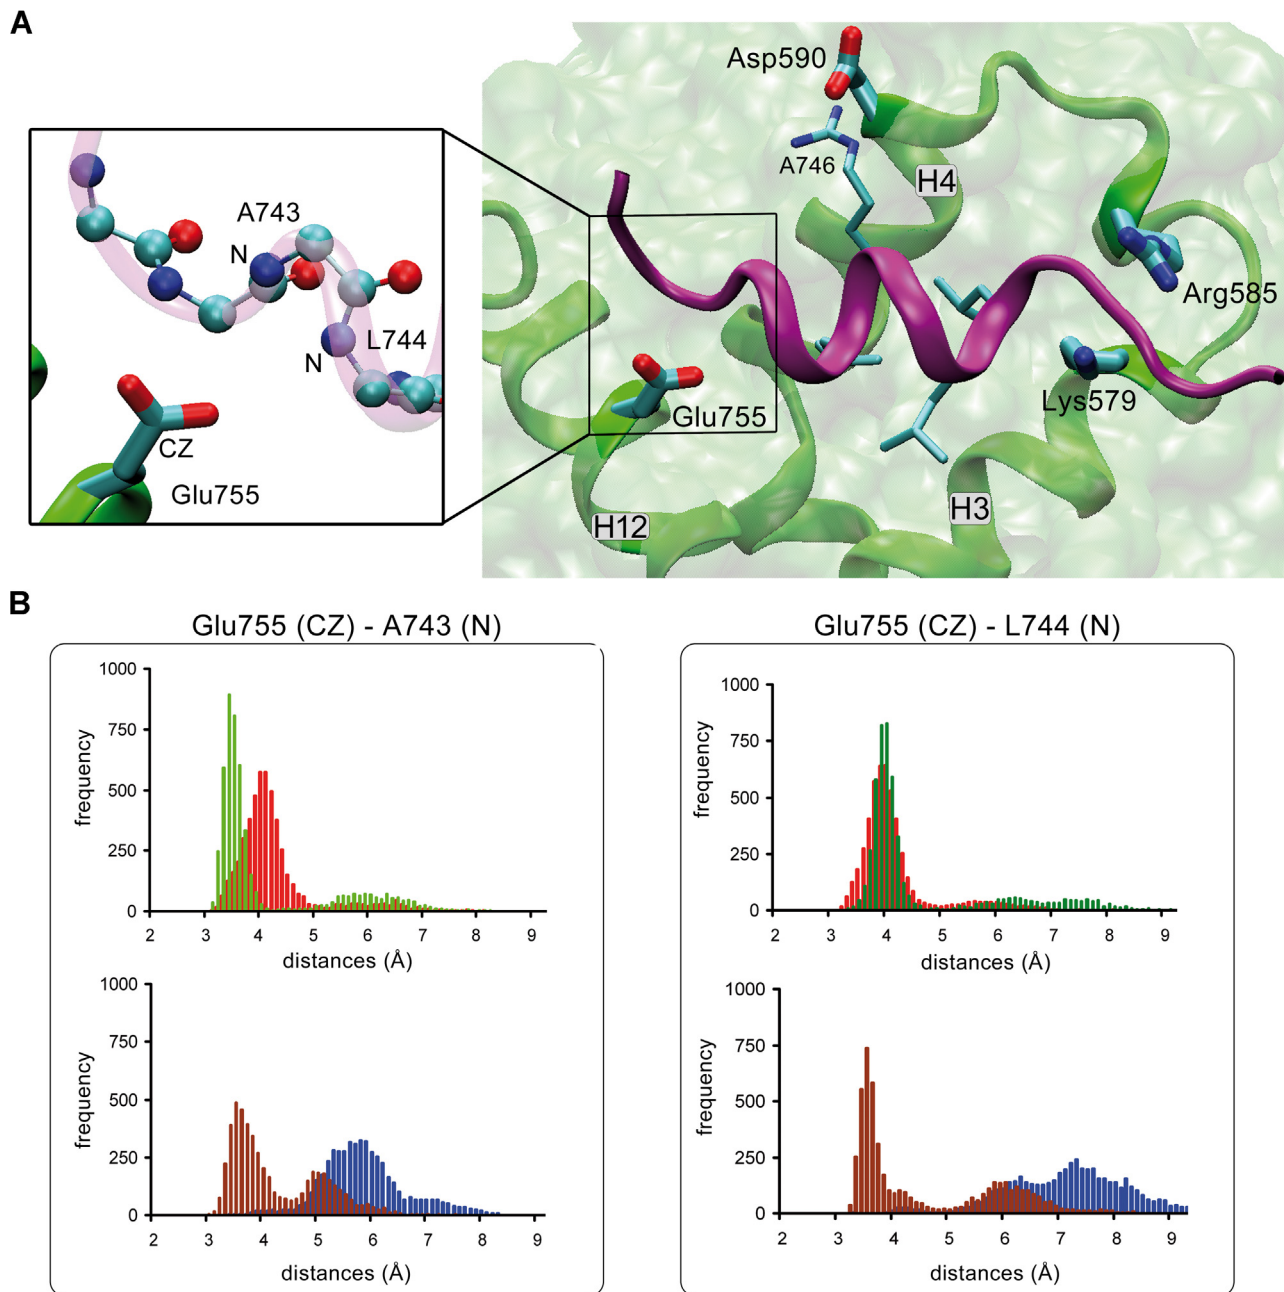 A
Asp590
A746
H4
A743
N
L744
N
CZ
Glu755
Arg585
Glu755
Lys579
H12
H3
B
Glu755 (CZ) - A743 (N)
Glu755 (CZ) - L744 (N)
1000
750
500
250
0
frequency
2 3 4 5 6 7 8 9
distances (Å)
1000
750
500
250
0
frequency
2 3 4 5 6 7 8 9
distances (Å)
1000
750
500
250
0
frequency
2 3 4 5 6 7 8 9
distances (Å)
1000
750
500
250
0
frequency
2 3 4 5 6 7 8 9
distances (Å)